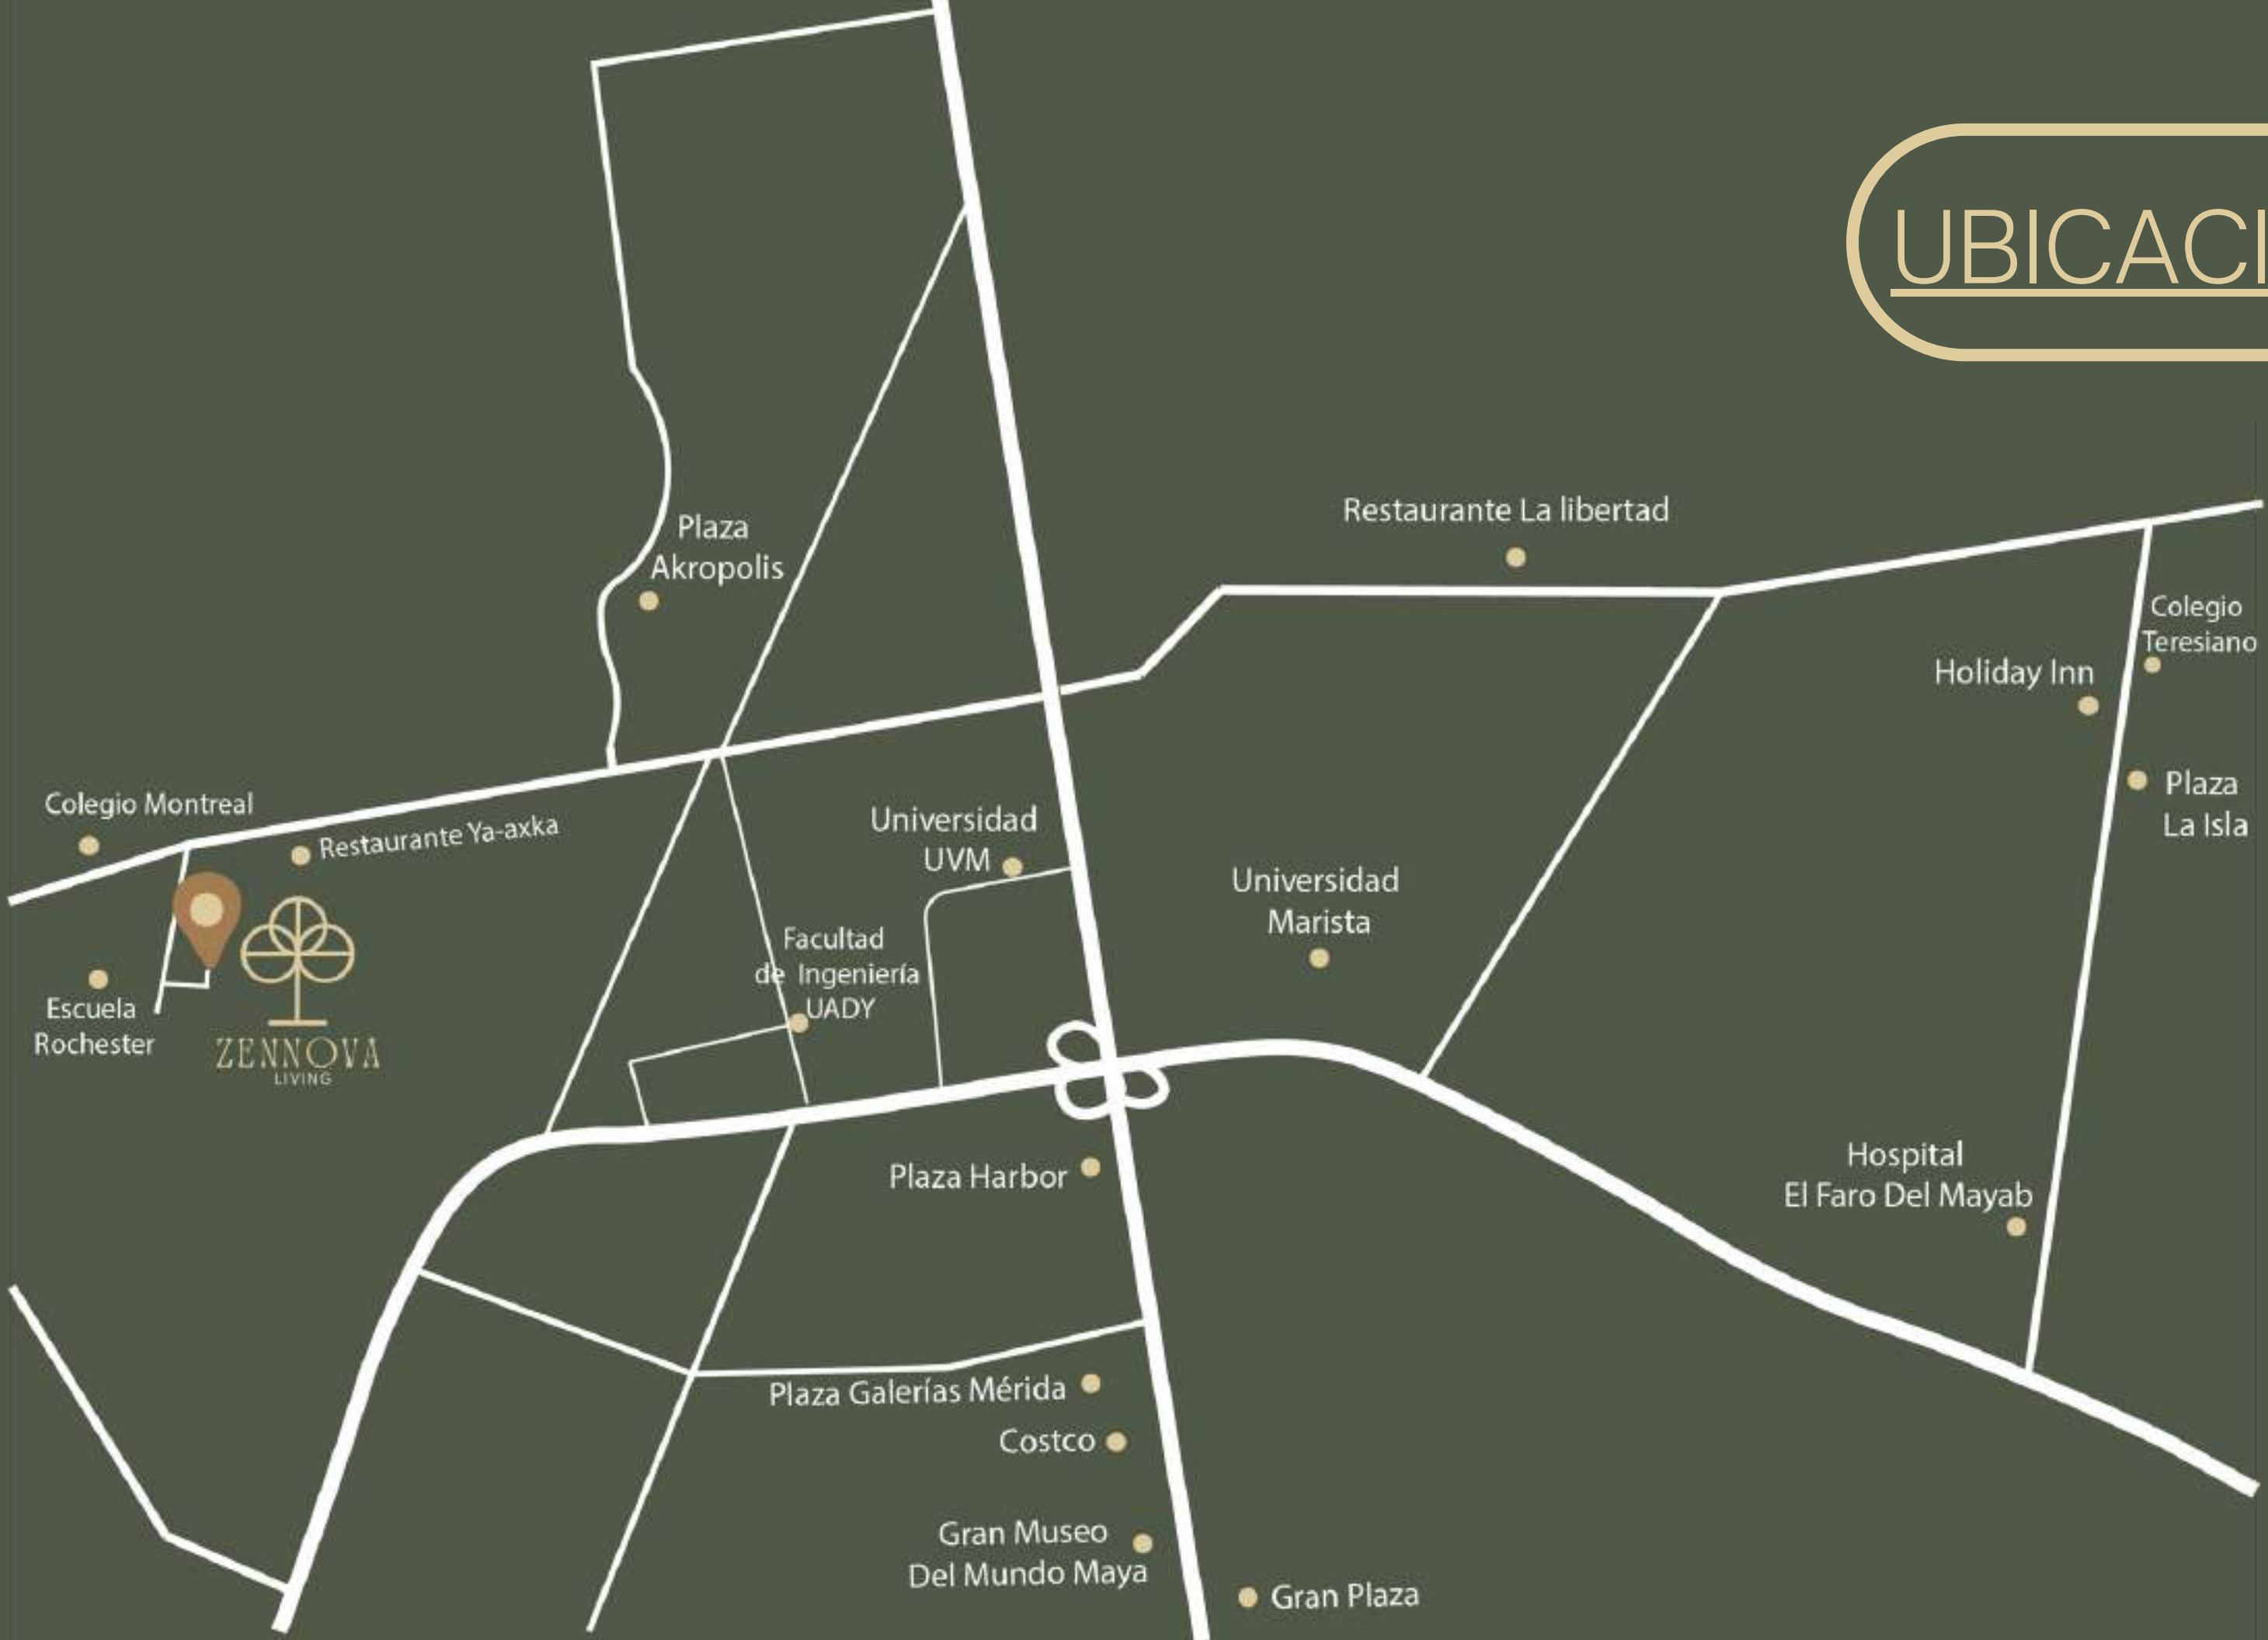 UBICACI
Restaurante La libertad
Plaza
Akropolis
Colegio
Teresiano
Holiday Inn
Plaza
La Isla
Colegio Montreal
Restaurante Ya-axka
Universidad
UVM
Universidad
Marista
Facultad
de Ingeniería
UADY
Escuela
Rochester
ZENNOVA
LIVING
Plaza Harbor
Hospital
El Faro Del Mayab
Plaza Galerías Mérida
Costco
Gran Museo
Del Mundo Maya
Gran Plaza